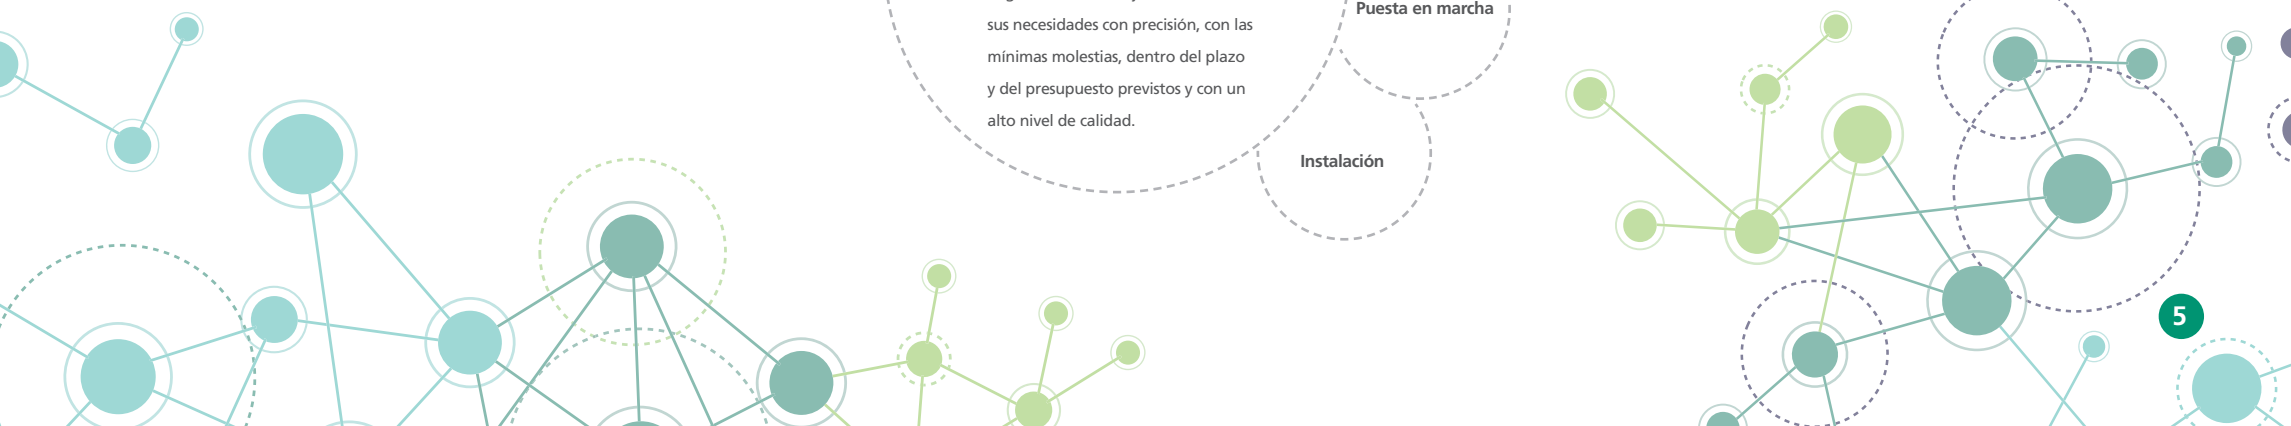 sus necesidades con precisión, con las
mínimas molestias, dentro del plazo
y del presupuesto previstos y con un
alto nivel de calidad.
Puesta en marcha
Instalación
5